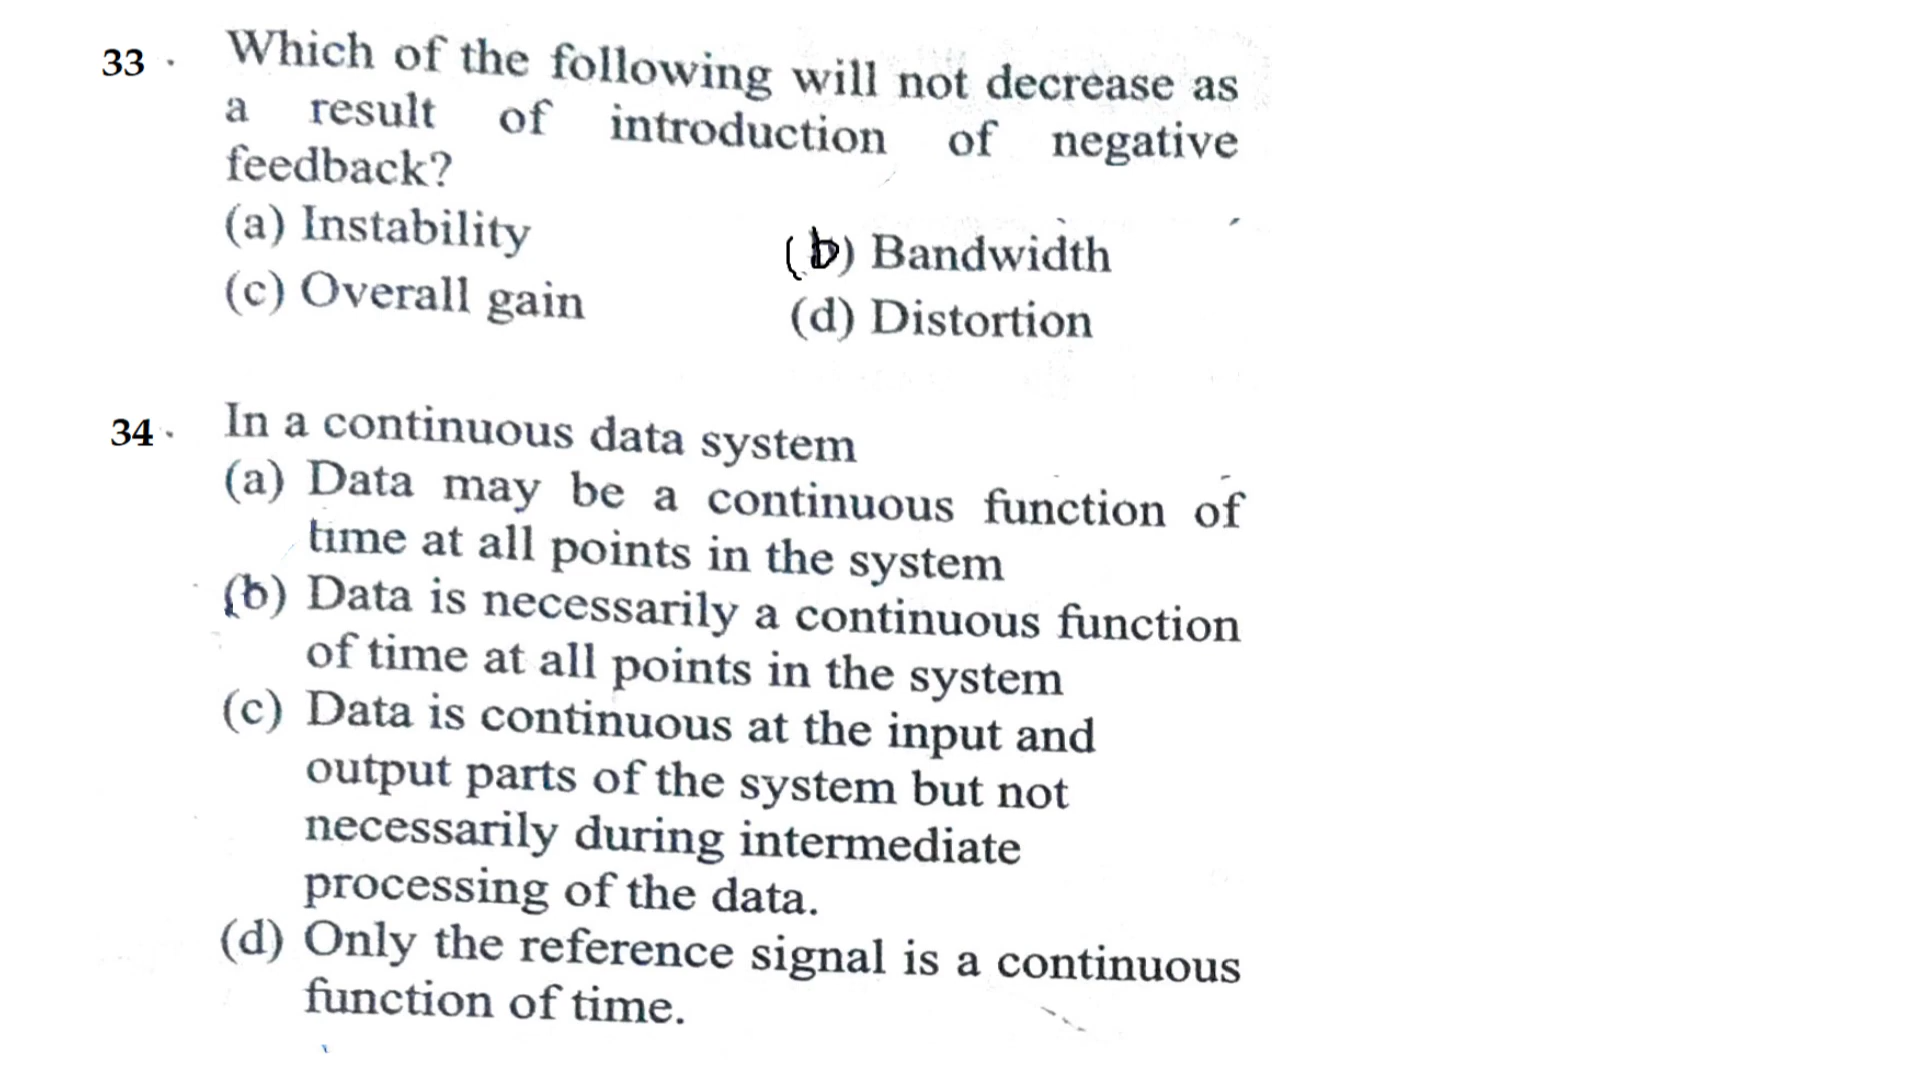 33 . Which of the following will not decrease as
a result of introduction of negative
feedback?
(a) Instability (b) Bandwidth
(c) Overall gain (d) Distortion
34 . In a continuous data system
(a) Data may be a continuous function of
time at all points in the system
(b) Data is necessarily a continuous function
of time at all points in the system
(c) Data is continuous at the input and
output parts of the system but not
necessarily during intermediate
processing of the data.
(d) Only the reference signal is a continuous
function of time.